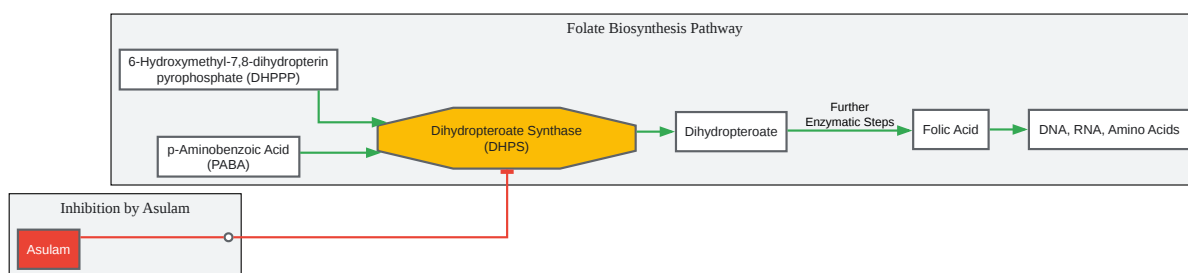 Folate Biosynthesis Pathway
6-Hydroxymethyl-7,8-dihydropterin
pyrophosphate (DHPPP)
p-Aminobenzoic Acid
(PABA)
Dihydropteroate Synthase
(DHPS)
Dihydropteroate
Further
Enzymatic Steps
Folic Acid
DNA, RNA, Amino Acids
Inhibition by Asulam
Asulam